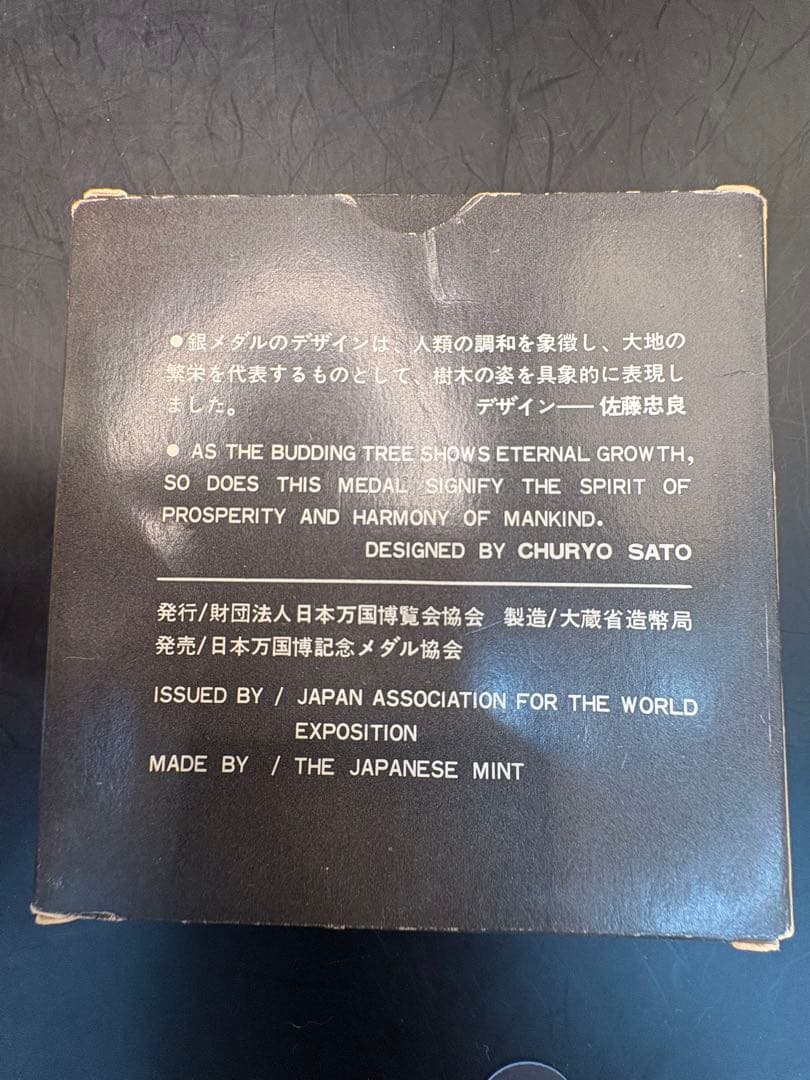 ●銀メダルのデザインは、人類の調和を象徴し、大地の
繁栄を代表するものとして、樹木の姿を具象的に表現し
ました。 デザイン——佐藤忠良
● AS THE BUDDING TREE SHOWS ETERNAL GROWTH,
SO DOES THIS MEDAL SIGNIFY THE SPIRIT OF
PROSPERITY AND HARMONY OF MANKIND.
DESIGNED BY CHURYO SATO
発行/財団法人日本万国博覧会協会 製造/大蔵省造幣局
発売/日本万国博記念メダル協会
ISSUED BY / JAPAN ASSOCIATION FOR THE WORLD
EXPOSITION
MADE BY / THE JAPANESE MINT